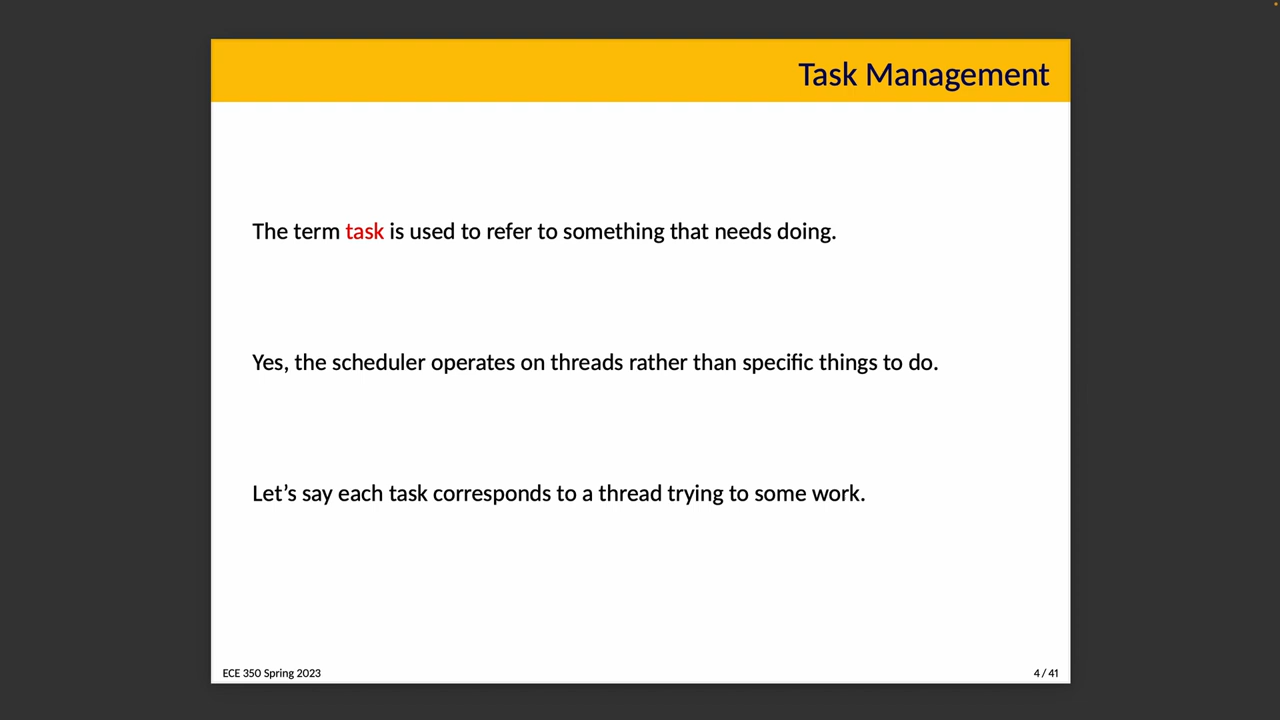 Task Management
The term task is used to refer to something that needs doing.
Yes, the scheduler operates on threads rather than specific things to do.
Let’s say each task corresponds to a thread trying to some work.
ECE 350 Spring 2023
4 / 41